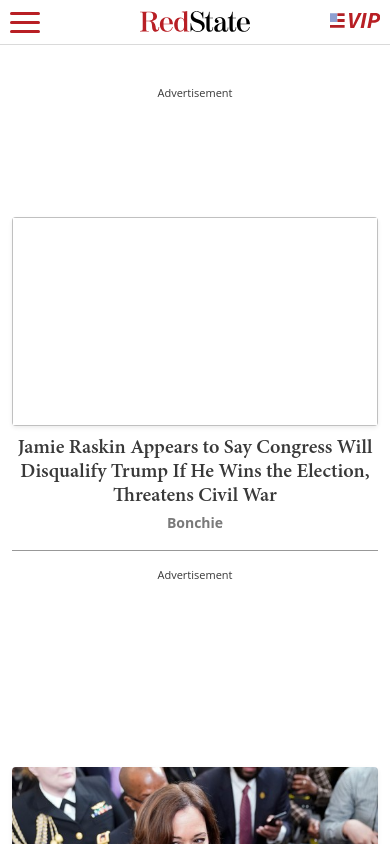 RedState
VIP
Advertisement
Jamie Raskin Appears to Say Congress Will
Disqualify Trump If He Wins the Election,
Threatens Civil War
Bonchie
Advertisement